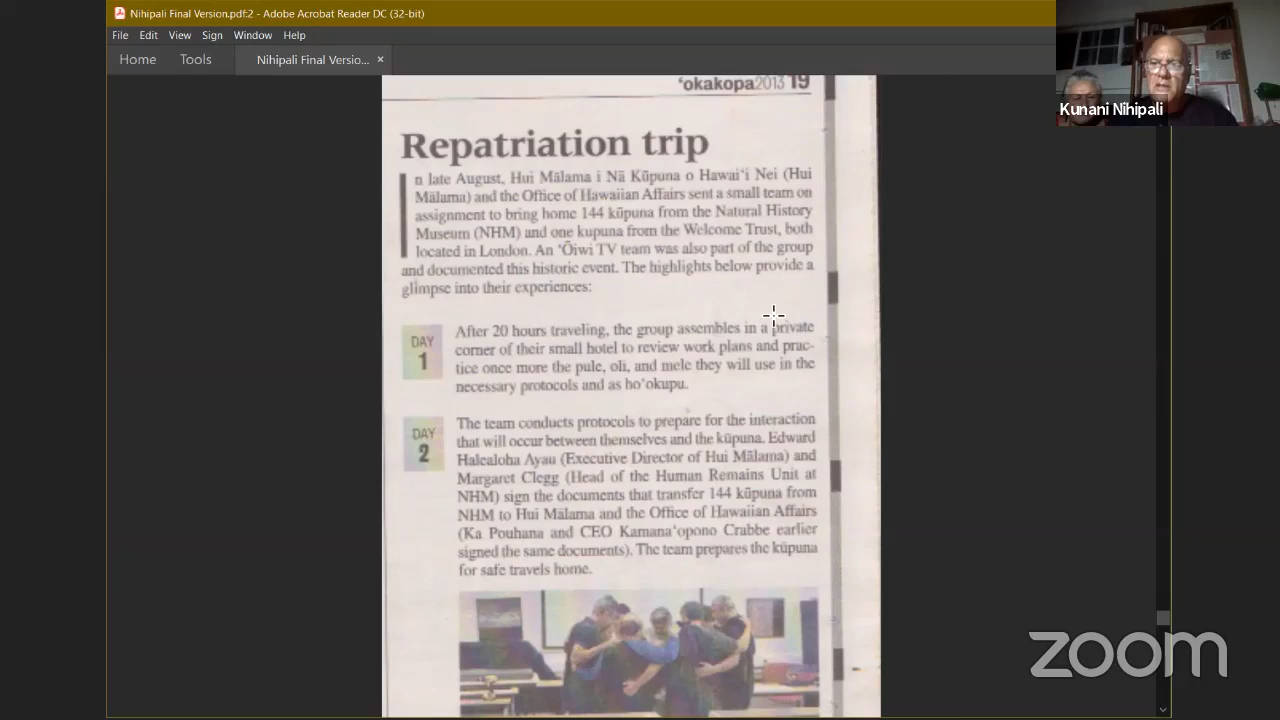 Nihipali Final Version.pdf:2 - Adobe Acrobat Reader DC (32-bit)
File Edit View Sign Window Help
Home Tools Nihipali Final Versio... ×
Kunani Nihipali
ʻokakopa2013 19
Repatriation trip
In late August, Hui Mālama i Nā Kūpuna o Hawaiʻi Nei (Hui
Mālama) and the Office of Hawaiian Affairs sent a small team on
assignment to bring home 144 kūpuna from the Natural History
Museum (NHM) and one kupuna from the Welcome Trust, both
located in London. An ʻŌiwi TV team was also part of the group
and documented this historic event. The highlights below provide a
glimpse into their experiences:
DAY
1
After 20 hours traveling, the group assembles in a private
corner of their small hotel to review work plans and prac-
tice once more the pule, oli, and mele they will use in the
necessary protocols and as hoʻokupu.
DAY
2
The team conducts protocols to prepare for the interaction
that will occur between themselves and the kūpuna. Edward
Halealoha Ayau (Executive Director of Hui Mālama) and
Margaret Clegg (Head of the Human Remains Unit at
NHM) sign the documents that transfer 144 kūpuna from
NHM to Hui Mālama and the Office of Hawaiian Affairs
(Ka Pouhana and CEO Kamanaʻopono Crabbe earlier
signed the same documents). The team prepares the kūpuna
for safe travels home.
zoom